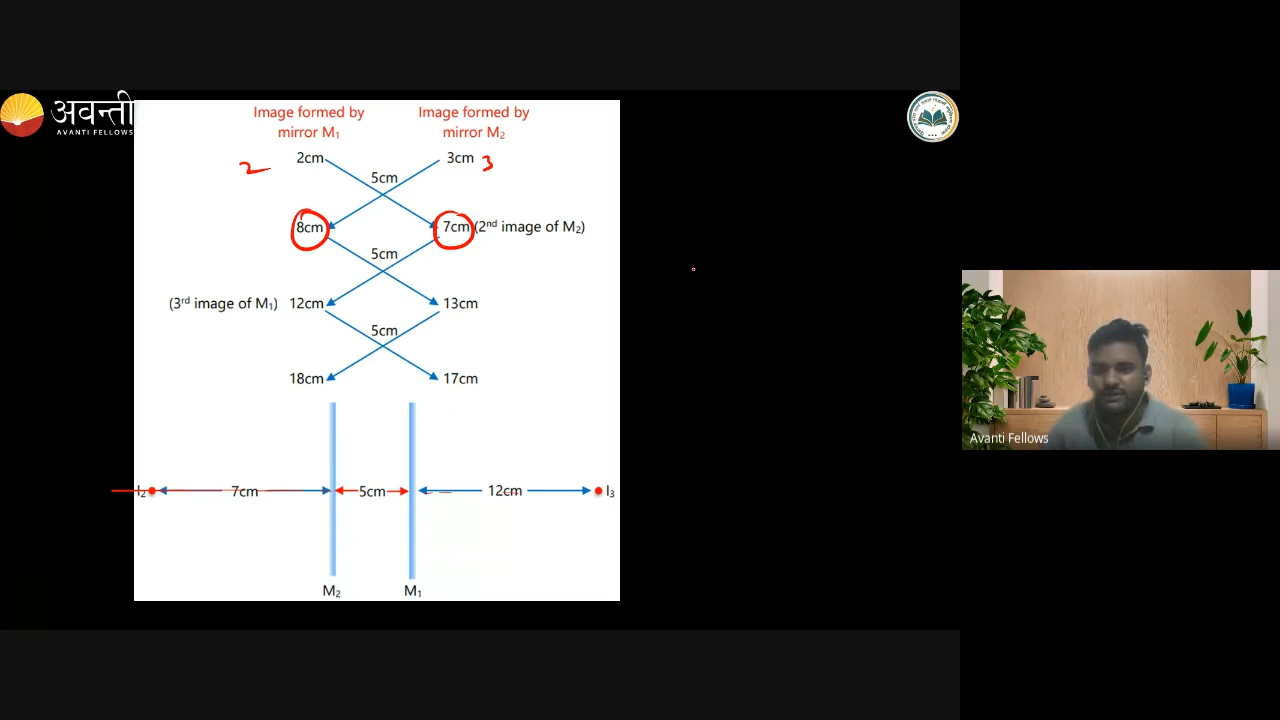 अवन्ती
AVANTI FELLOWS
Image formed by mirror M₁
Image formed by mirror M₂
2
2cm
3cm
3
5cm
8cm
7cm (2nd image of M₂)
5cm
(3rd image of M₁) 12cm
13cm
5cm
18cm
17cm
I₂
7cm
5cm
12cm
I₃
M₂
M₁
Avanti Fellows